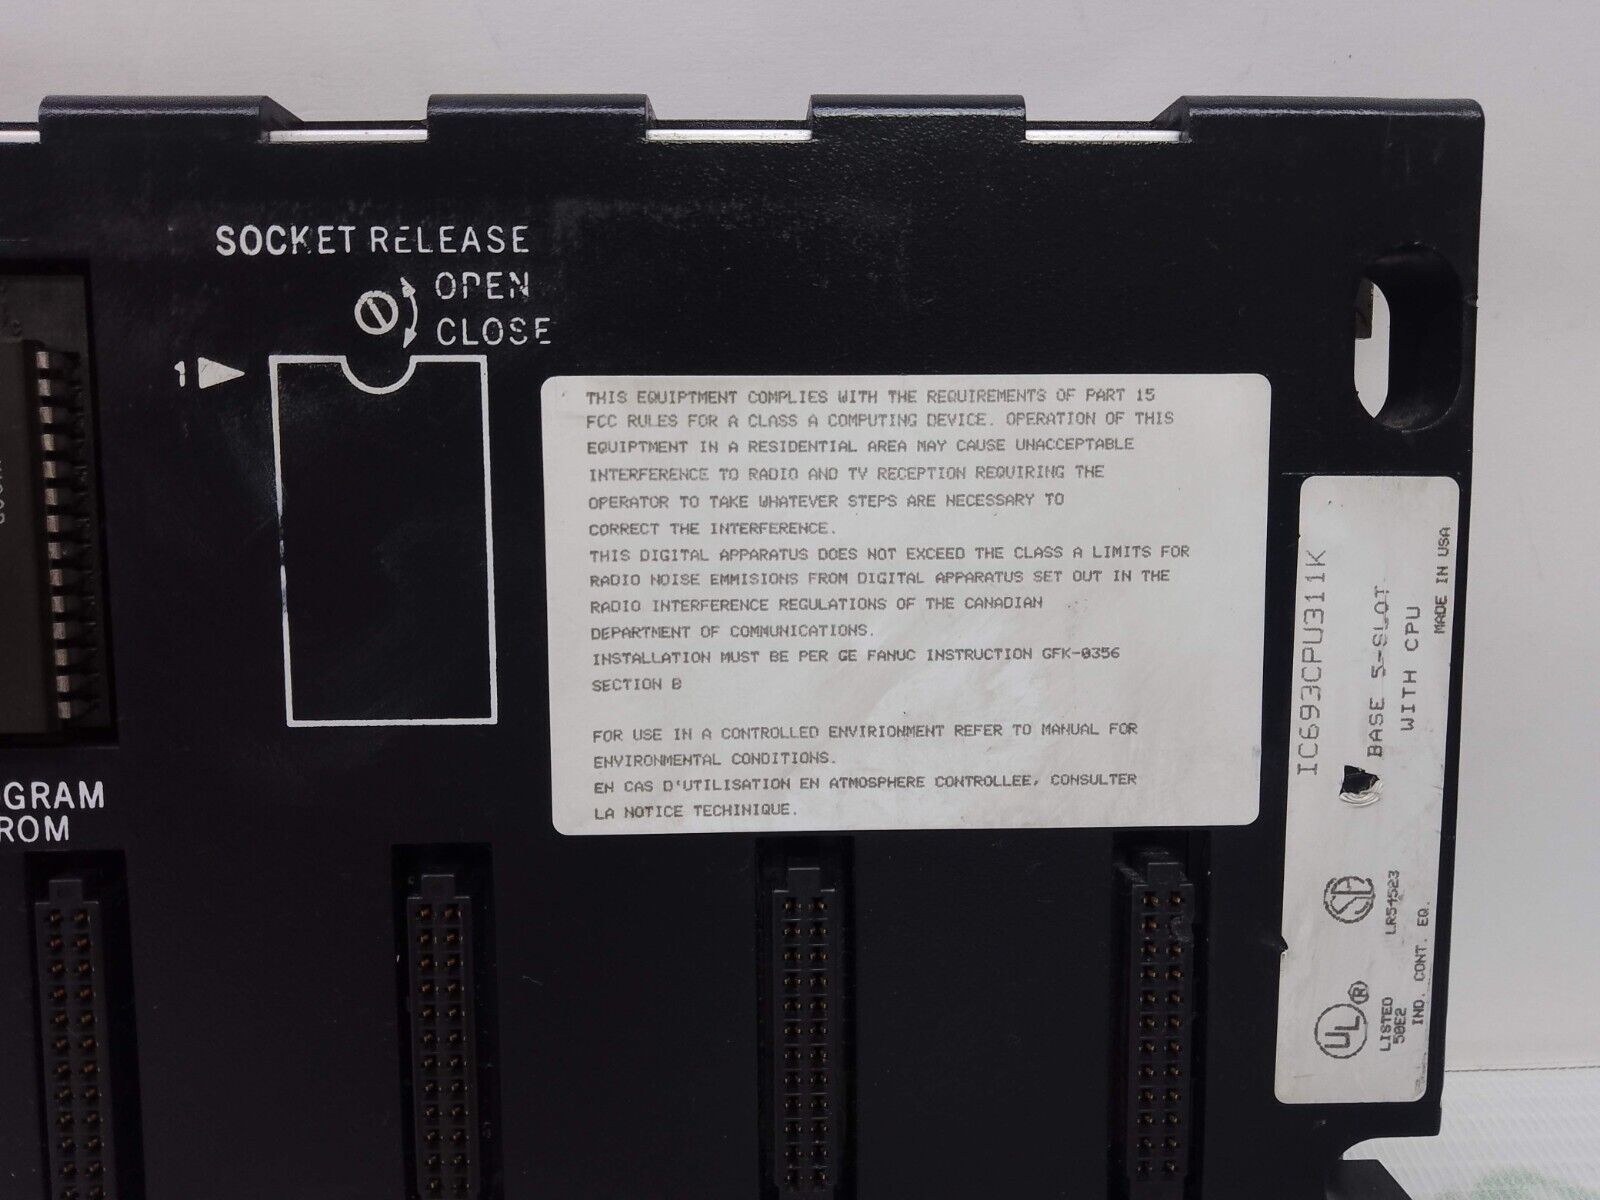 SOCKET RELEASE
OPEN
CLOSE
1
THIS EQUIPTMENT COMPLIES WITH THE REQUIREMENTS OF PART 15
FCC RULES FOR A CLASS A COMPUTING DEVICE. OPERATION OF THIS
EQUIPTMENT IN A RESIDENTIAL AREA MAY CAUSE UNACCEPTABLE
INTERFERENCE TO RADIO AND TV RECEPTION REQUIRING THE
OPERATOR TO TAKE WHATEVER STEPS ARE NECESSARY TO
CORRECT THE INTERFERENCE.
THIS DIGITAL APPARATUS DOES NOT EXCEED THE CLASS A LIMITS FOR
RADIO NOISE EMMISIONS FROM DIGITAL APPARATUS SET OUT IN THE
RADIO INTERFERENCE REGULATIONS OF THE CANADIAN
DEPARTMENT OF COMMUNICATIONS.
INSTALLATION MUST BE PER GE FANUC INSTRUCTION GFK-0356
SECTION B
FOR USE IN A CONTROLLED ENVIRIONMENT REFER TO MANUAL FOR
ENVIRONMENTAL CONDITIONS.
EN CAS D'UTILISATION EN ATMOSPHERE CONTROLLEE, CONSULTER
LA NOTICE TECHINIQUE.
OGRAM
ROM
IC693CPU311K
BASE 5-SLOT
WITH CPU
MADE IN USA
SA
LR54523
UL®
LISTED
50E2
IND. CONT. EQ.